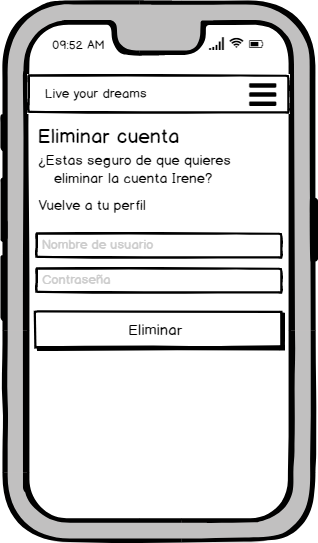 09:52 AM
Live your dreams
Eliminar cuenta
¿Estas seguro de que quieres
eliminar la cuenta Irene?
Vuelve a tu perfil
Nombre de usuario
Contraseña
Eliminar